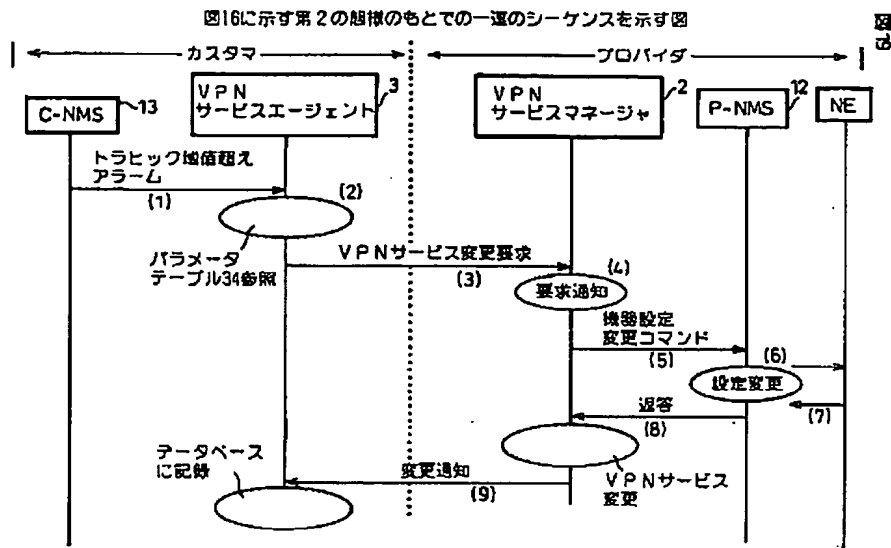 図16に示す第2の態様のもとでの一連のシーケンスを示す図
図19
カスタマ
プロバイダ
C-NMS
13
VPN
サービスエージェント
3
VPN
サービスマネージャ
2
P-NMS
12
NE
トラヒック閾値超え
アラーム
(1)
(2)
パラメータ
テーブル34参照
VPNサービス変更要求
(3)
(4)
要求通知
機器設定
変更コマンド
(5)
(6)
設定変更
(7)
返答
(8)
VPNサービス
変更
変更通知
(9)
データベース
に記録